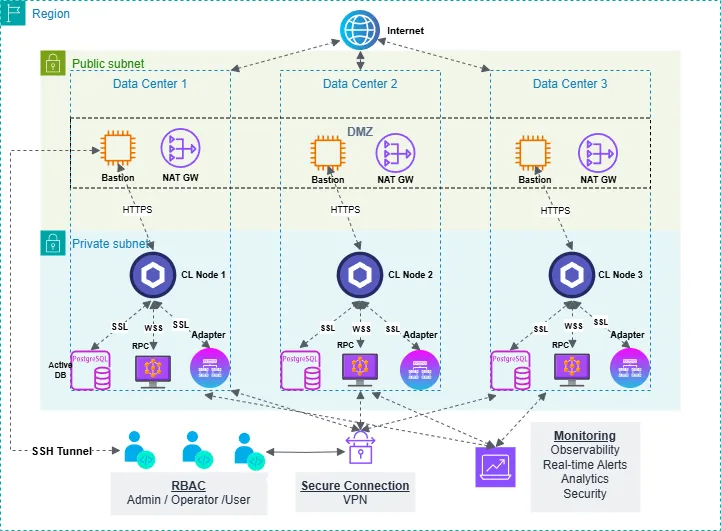 Region
Internet
Public subnet
Data Center 1
Data Center 2
Data Center 3
DMZ
Bastion
NAT GW
Bastion
NAT GW
Bastion
NAT GW
HTTPS
HTTPS
HTTPS
Private subnet
CL Node 1
CL Node 2
CL Node 3
SSL
WSS
SSL
SSL
WSS
SSL
SSL
WSS
SSL
RPC
Adapter
RPC
Adapter
RPC
Adapter
PostgreSQL
PostgreSQL
PostgreSQL
Active
DB
SSH Tunnel
RBAC
Admin / Operator /User
Secure Connection
VPN
Monitoring
Observability
Real-time Alerts
Analytics
Security